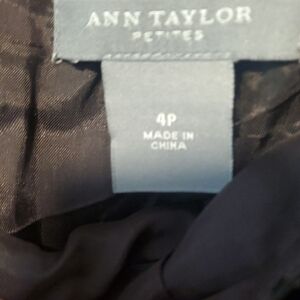 ANN TAYLOR
PETITES
4P
MADE IN
CHINA